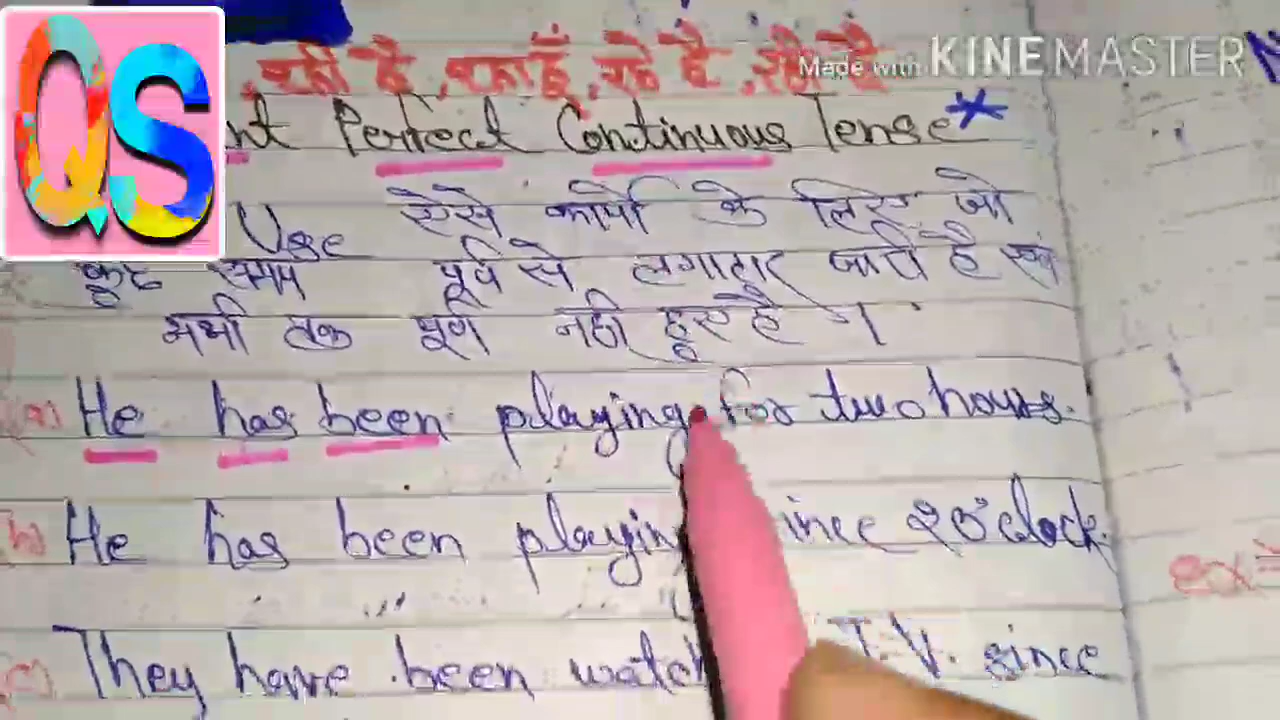 QS
रही है, रहा हूँ, रहे है, रही है
Made with KINEMASTER
nt Perfect Continuous Tense*
Use ऐसे कार्यो के लिए जो
कुछ समय पूर्व से लगातार जारी है एवं
अभी तक पूर्ण नही हुए है ।
(a) He has been playing for two hours.
(b) He has been playing since 2 o'clock.
(c) They have been watch T.V. since
ex